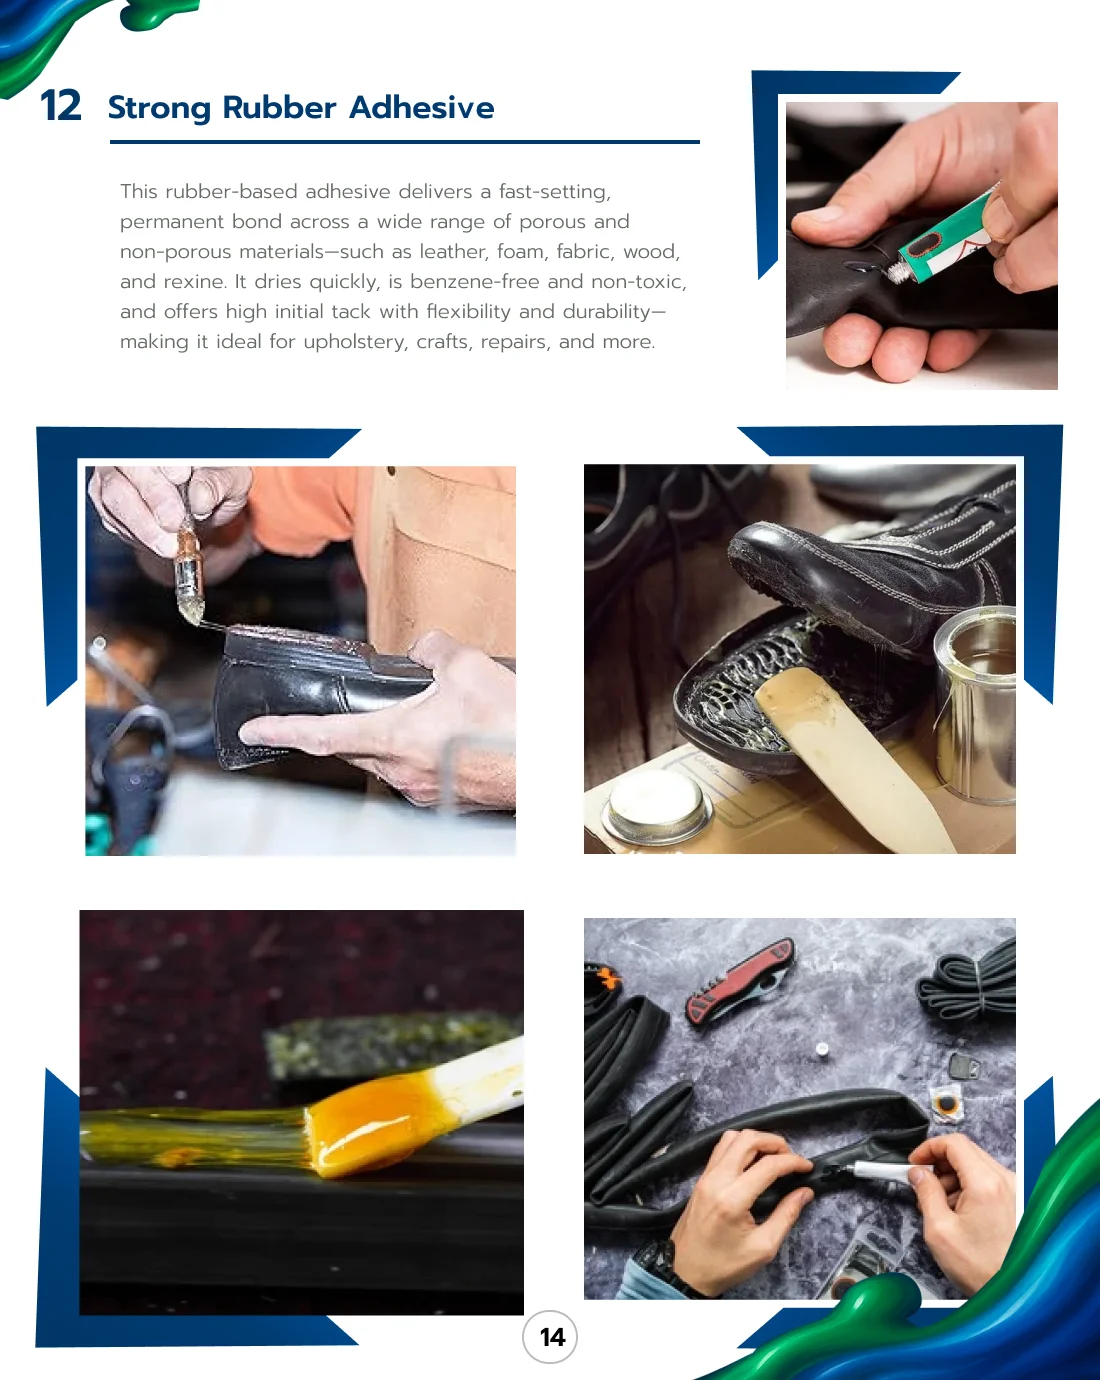 12 Strong Rubber Adhesive
This rubber-based adhesive delivers a fast-setting,
permanent bond across a wide range of porous and
non-porous materials—such as leather, foam, fabric, wood,
and rexine. It dries quickly, is benzene-free and non-toxic,
and offers high initial tack with flexibility and durability—
making it ideal for upholstery, crafts, repairs, and more.
14